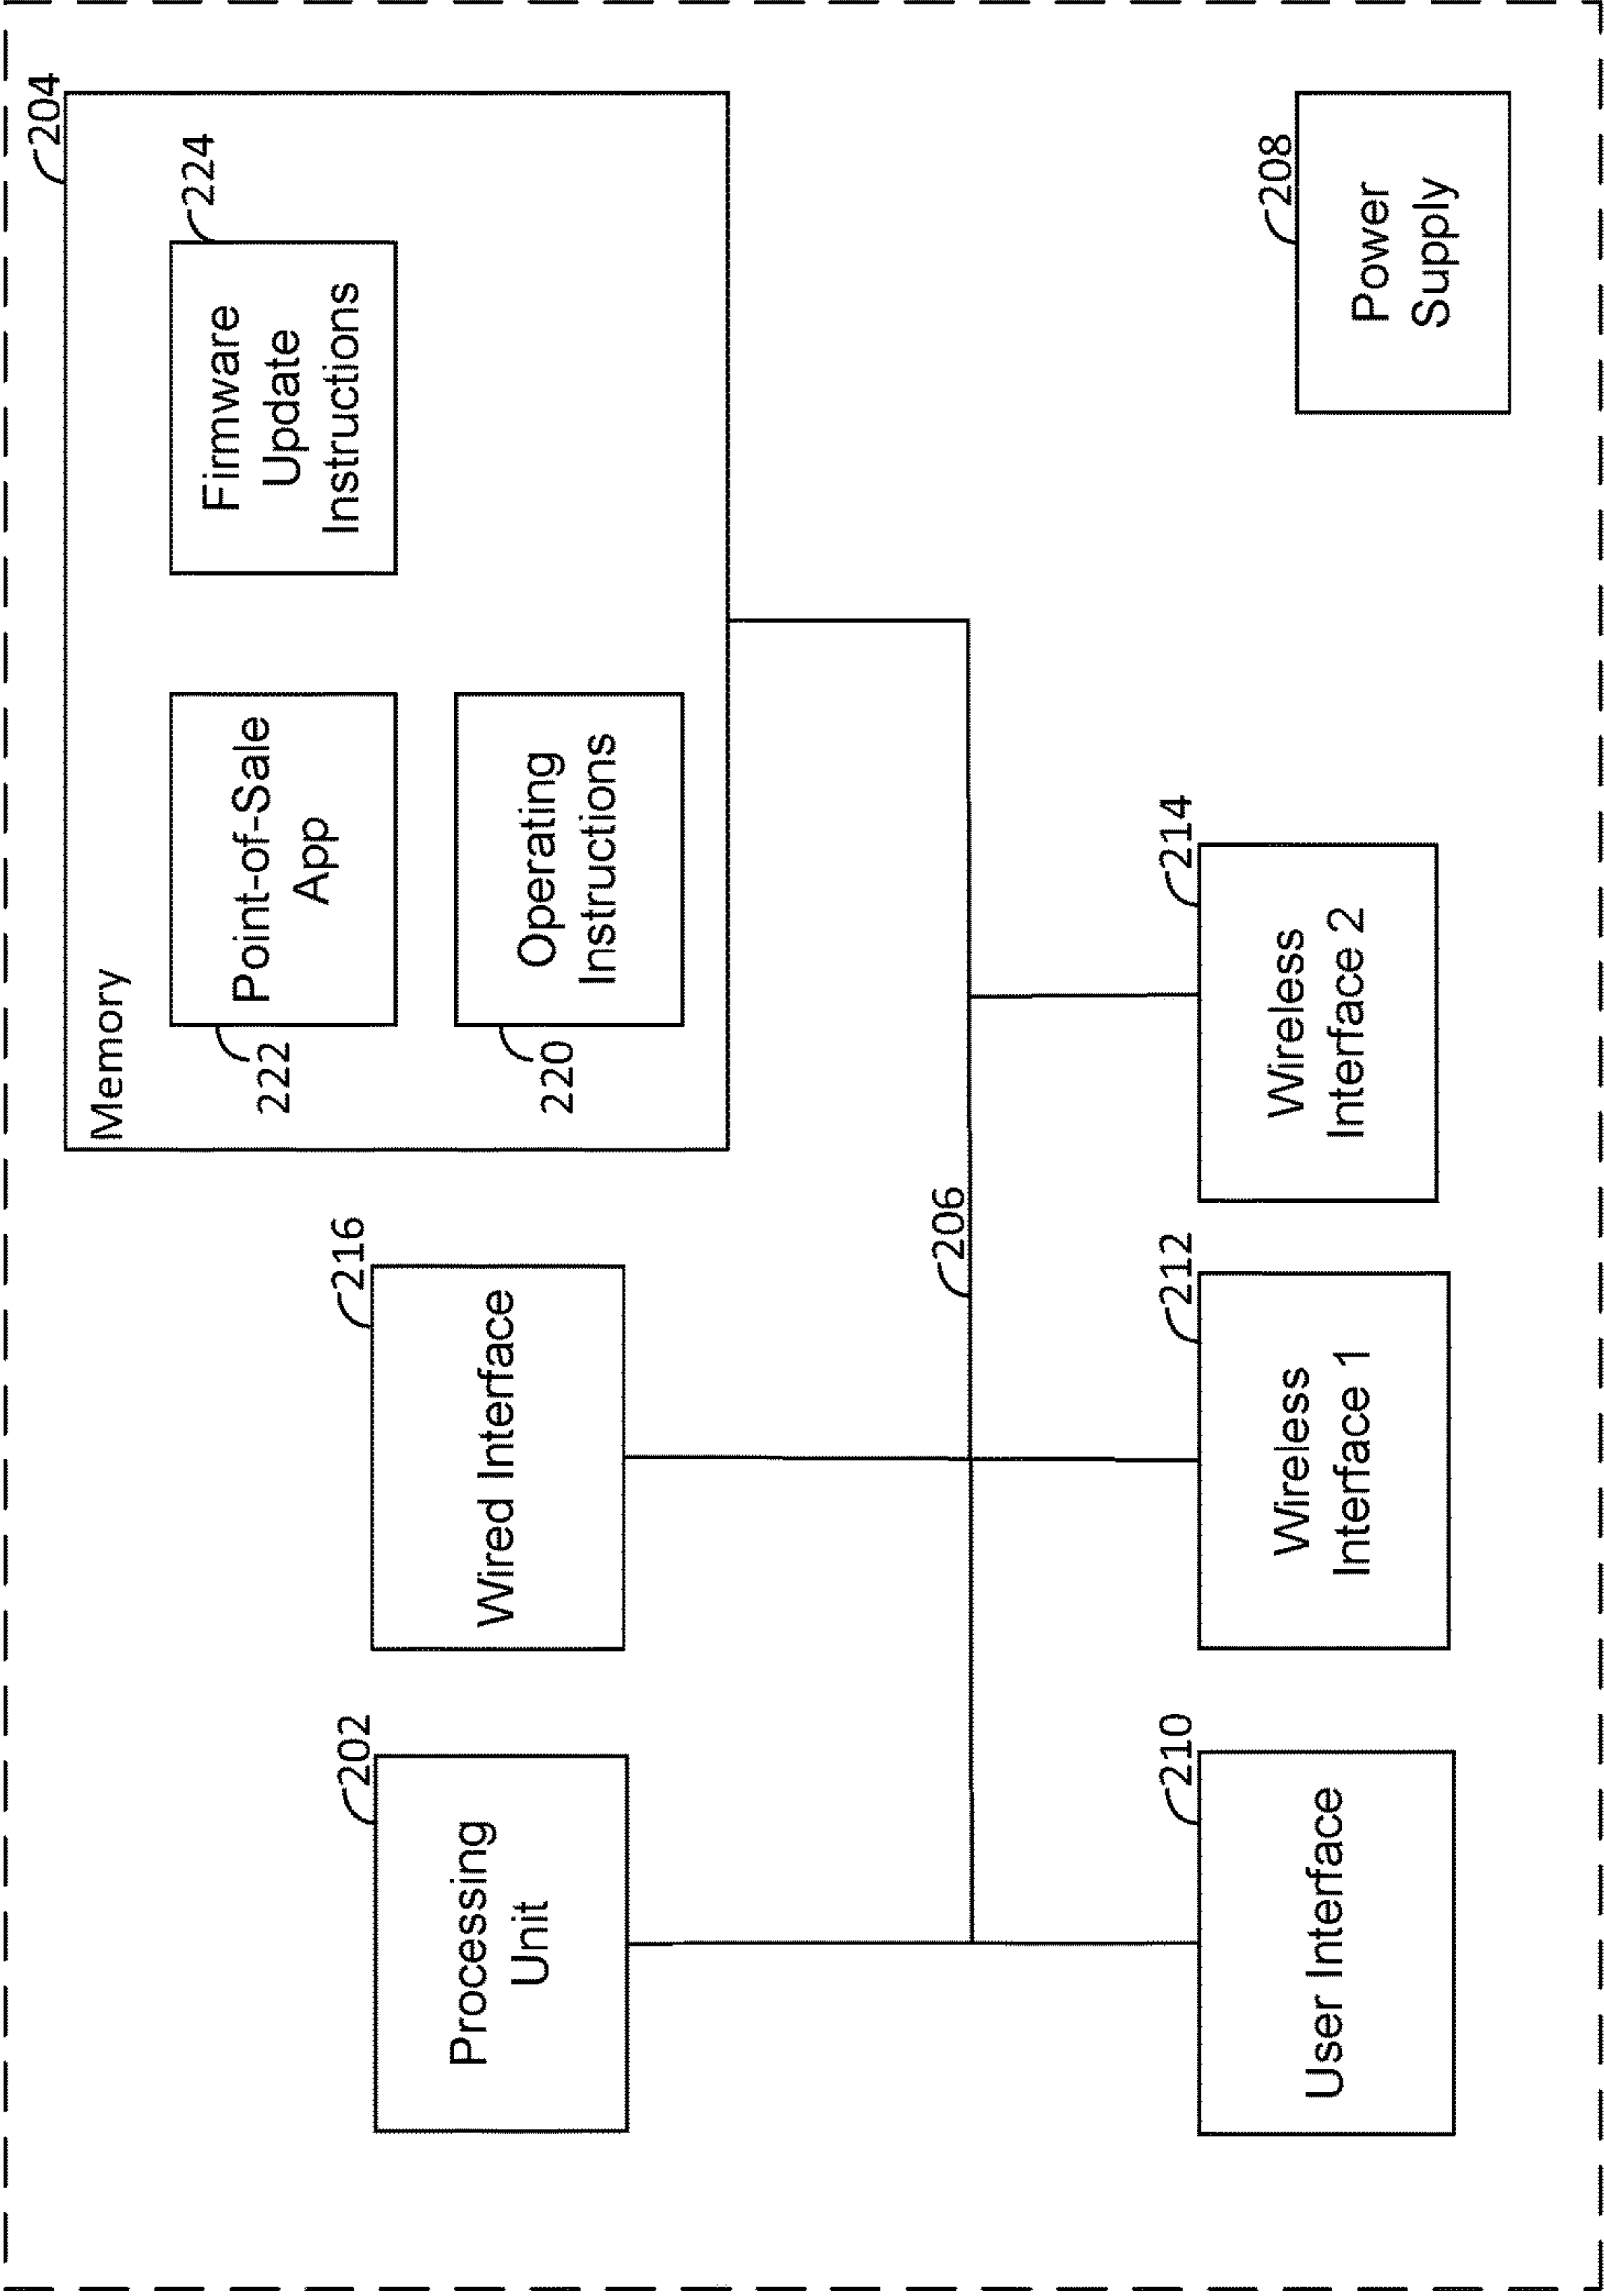 202
Processing
Unit
216
Wired Interface
204
Memory
222
Point-of-Sale
App
224
Firmware
Update
Instructions
220
Operating
Instructions
206
210
User Interface
212
Wireless
Interface 1
214
Wireless
Interface 2
208
Power
Supply